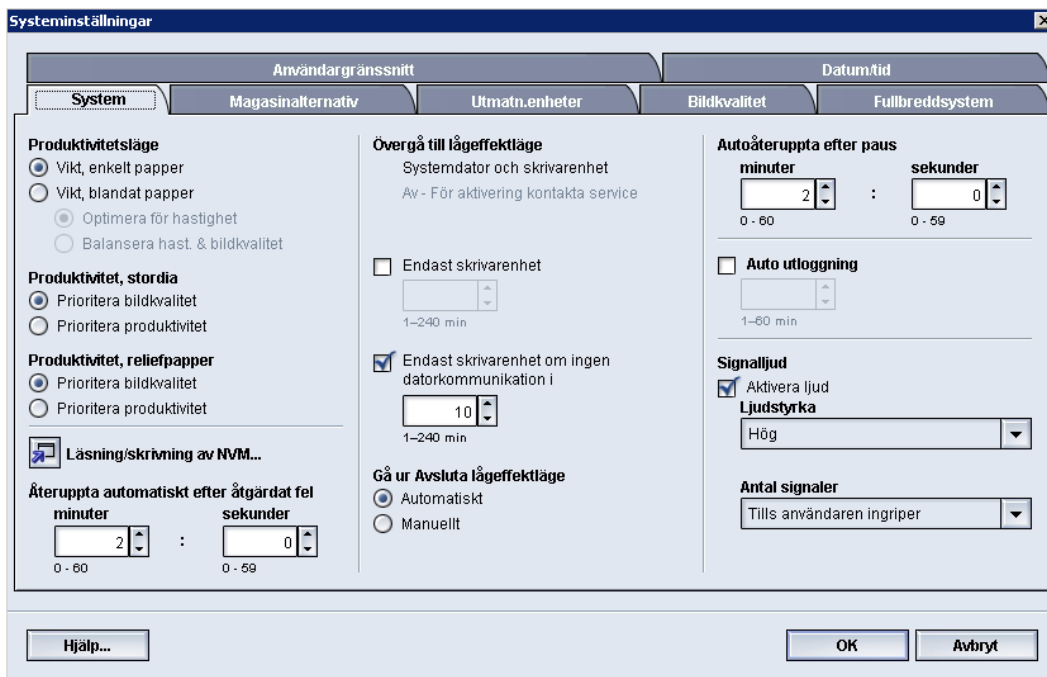 Systeminställningar
Användargränssnitt
Datum/tid
System
Magasinalternativ
Utmatn.enheter
Bildkvalitet
Fullbreddsystem
Produktivitetsläge
Vikt, enkelt papper
Vikt, blandat papper
Optimera för hastighet
Balansera hast. & bildkvalitet
Produktivitet, stordia
Prioritera bildkvalitet
Prioritera produktivitet
Produktivitet, reliefpapper
Prioritera bildkvalitet
Prioritera produktivitet
Läsning/skrivning av NVM...
Återuppta automatiskt efter åtgärdat fel
minuter
sekunder
2 : 0
0 - 60
0 - 59
Övergå till lågeffektläge
Systemdator och skrivarenhet
Av - För aktivering kontakta service
Endast skrivarenhet
1–240 min
Endast skrivarenhet om ingen
datorkommunikation i
10
1–240 min
Gå ur Avsluta lågeffektläge
Automatiskt
Manuellt
Autoåteruppta efter paus
minuter
sekunder
2 : 0
0 - 60
0 - 59
Auto utloggning
1–60 min
Signalljud
Aktivera ljud
Ljudstyrka
Hög
Antal signaler
Tills användaren ingriper
Hjälp...
OK
Avbryt